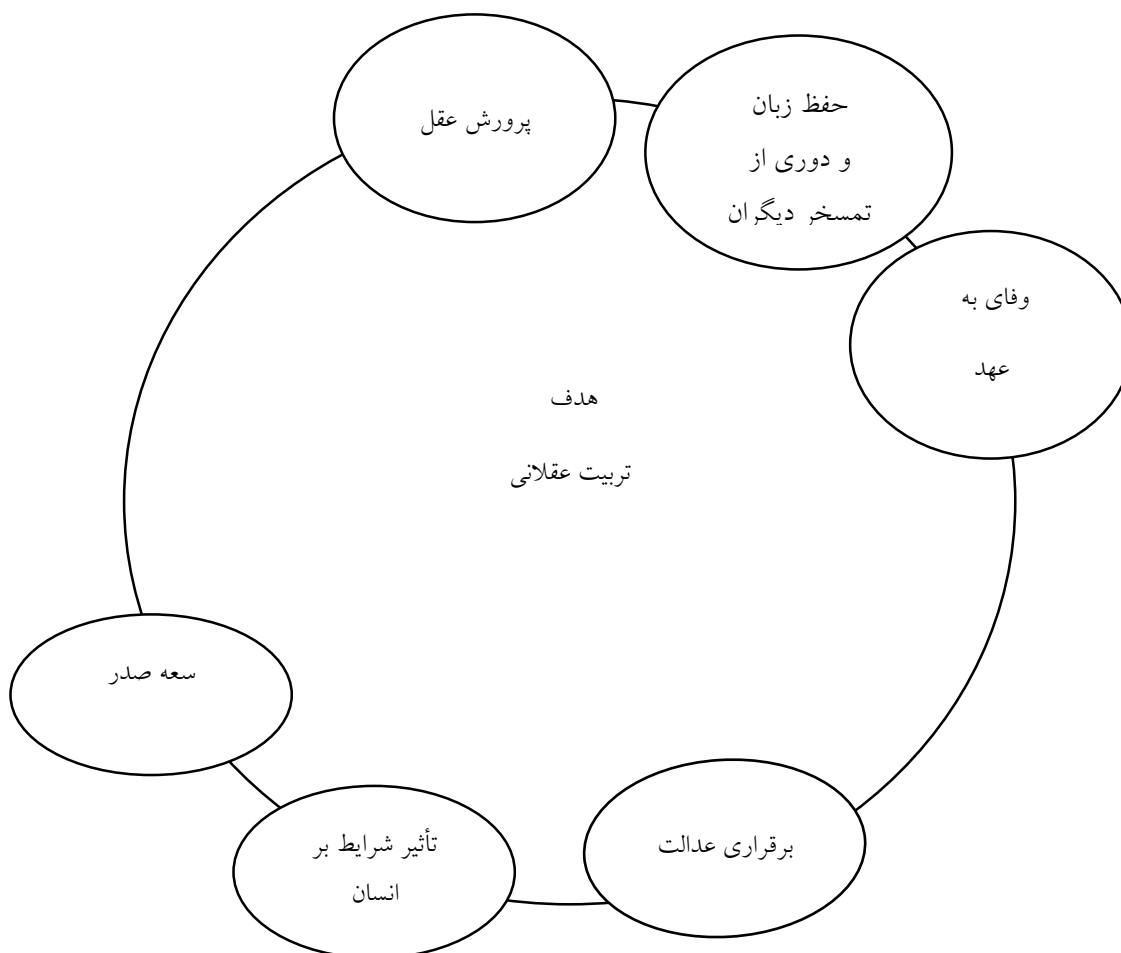 پرورش عقل
حفظ زبان
و دوری از
تمسخر دیگران
وفای به
عهد
هدف
تربیت عقلانی
سعه صدر
برقراری عدالت
تأثیر شرایط بر
انسان